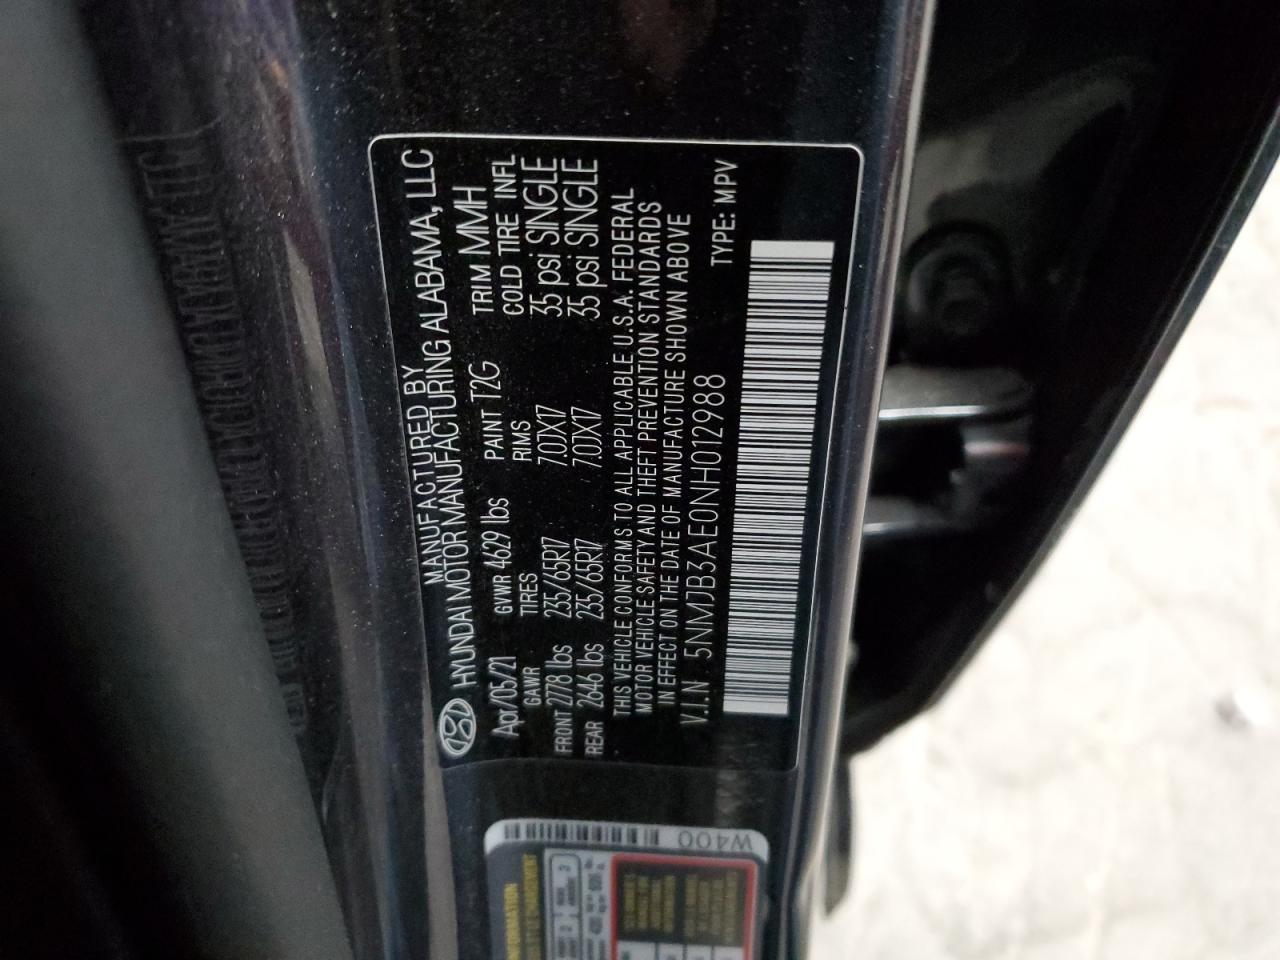 MANUFACTURED BY
HYUNDAI MOTOR MANUFACTURING ALABAMA, LLC
Apr/05/21 GVWR 4629 lbs PAINT T2G TRIM MMH
GAWR TIRES RIMS COLD TIRE INFL
FRONT 2778 lbs 235/65R17 7.0JX17 35 psi SINGLE
REAR 2646 lbs 235/65R17 7.0JX17 35 psi SINGLE
THIS VEHICLE CONFORMS TO ALL APPLICABLE U.S.A. FEDERAL
MOTOR VEHICLE SAFETY AND THEFT PREVENTION STANDARDS
IN EFFECT ON THE DATE OF MANUFACTURE SHOWN ABOVE
V.I.N 5NMJB3AE0NH012988 TYPE: MPV
W400